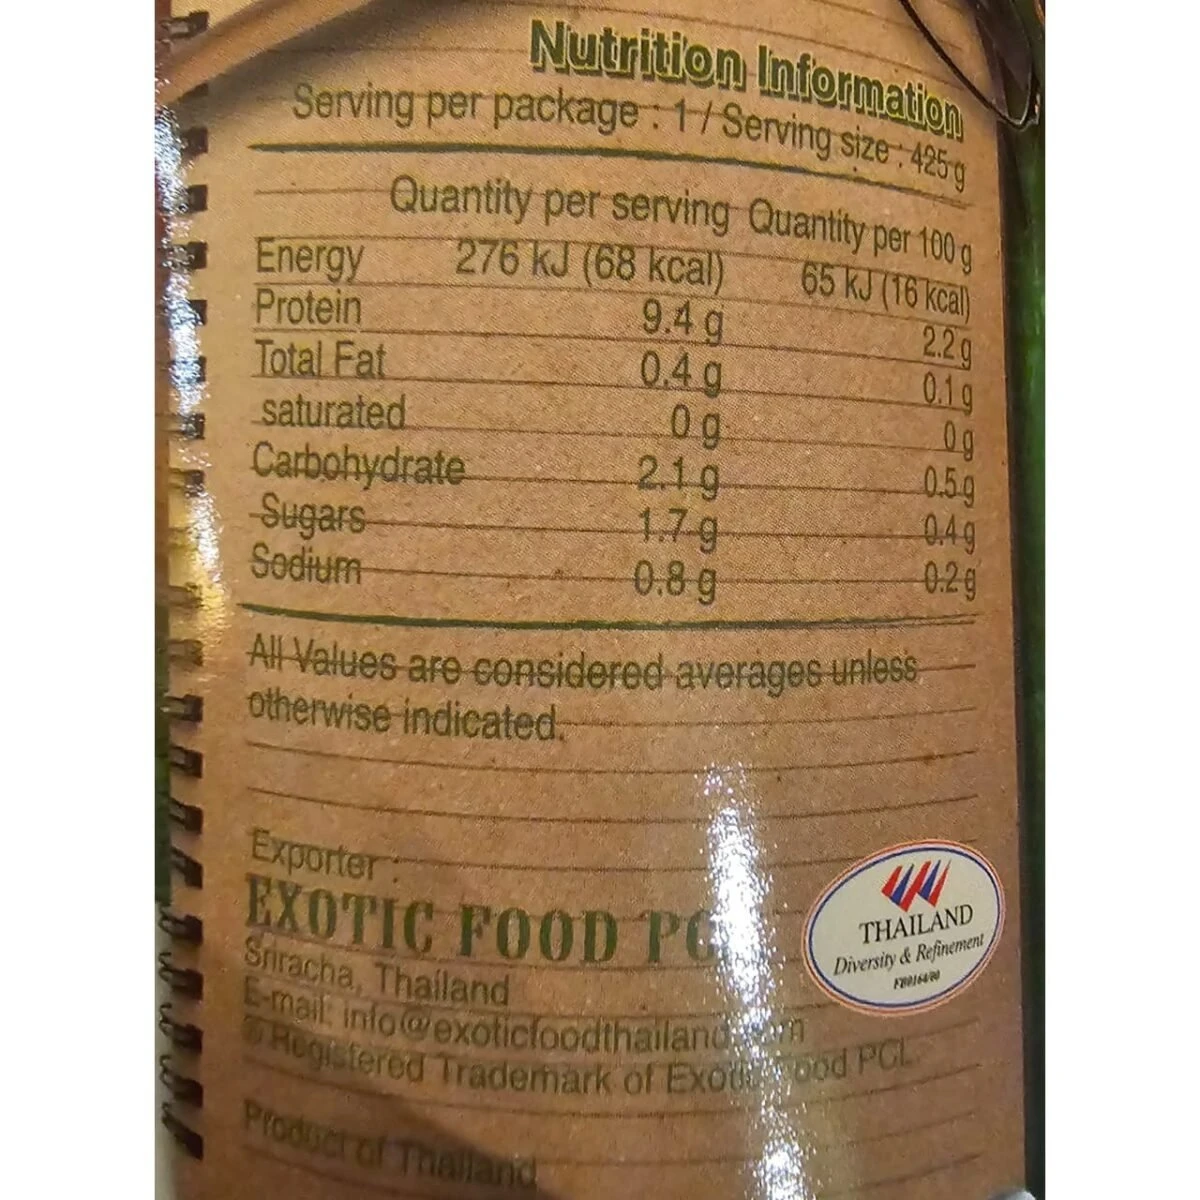 Nutrition Information
Serving per package : 1 / Serving size : 425 g
Quantity per serving Quantity per 100 g
Energy 276 kJ (68 kcal) 65 kJ (16 kcal)
Protein 9.4 g 2.2 g
Total Fat 0.4 g 0.1 g
saturated 0 g 0 g
Carbohydrate 2.1 g 0.5 g
Sugars 1.7 g 0.4 g
Sodium 0.8 g 0.2 g
All Values are considered averages unless
otherwise indicated.
Exporter :
EXOTIC FOOD
THAILAND
Diversity & Refinement
Sriracha, Thailand
E-mail:
® Registered Trademark of Food PCL.
Product of Thailand